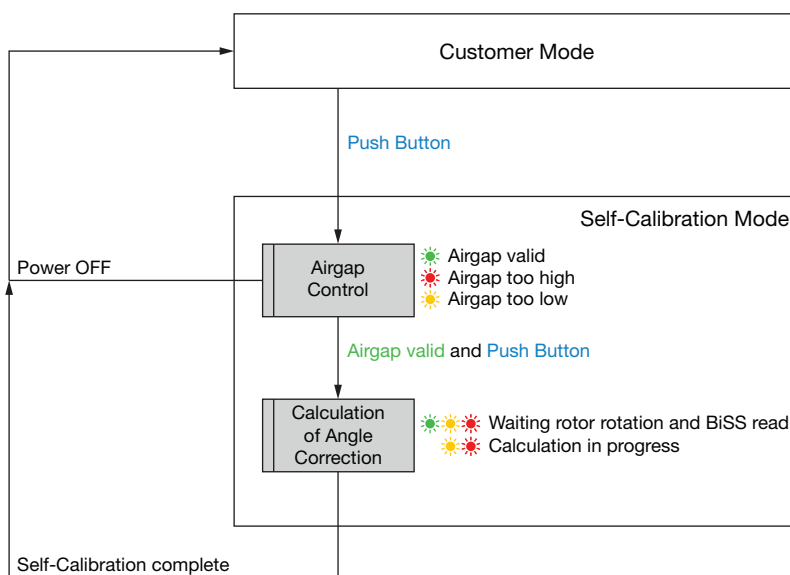 Customer Mode
Push Button
Self-Calibration Mode
Airgap
Control
Airgap valid
Airgap too high
Airgap too low
Power OFF
Airgap valid and Push Button
Calculation
of Angle
Correction
Waiting rotor rotation and BiSS read
Calculation in progress
Self-Calibration complete